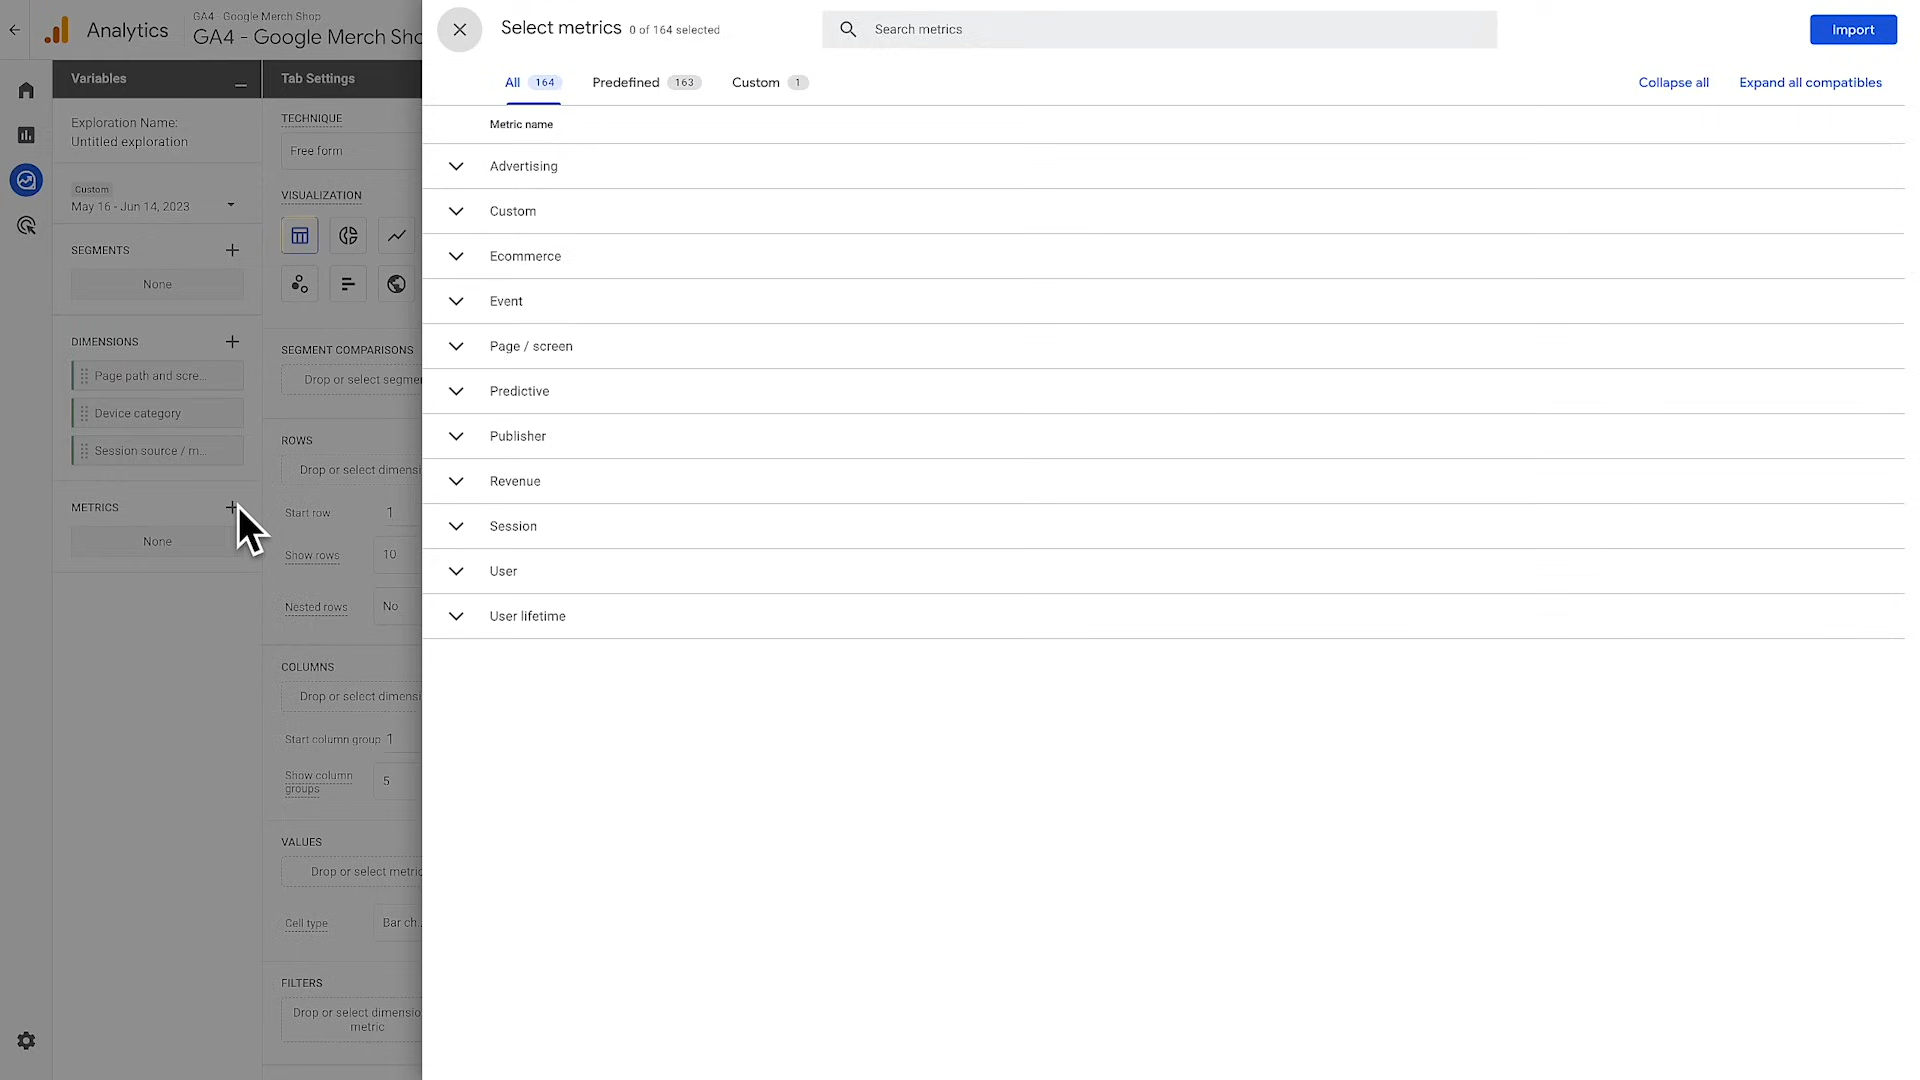 Analytics
GA4 - Google Merch Shop
GA4 - Google Merch Sho
Variables
Exploration Name:
Untitled exploration
Custom
May 16 - Jun 14, 2023
SEGMENTS
None
DIMENSIONS
Page path and scre...
Device category
Session source / m...
METRICS
None
Tab Settings
TECHNIQUE
Free form
VISUALIZATION
SEGMENT COMPARISONS
Drop or select segme
ROWS
Drop or select dimensi
Start row 1
Show rows 10
Nested rows No
COLUMNS
Drop or select dimensi
Start column group 1
Show column
groups
5
VALUES
Drop or select metric
Cell type Bar ch...
FILTERS
Drop or select dimensio
metric
Select metrics 0 of 164 selected
Search metrics
Import
All 164 Predefined 163 Custom 1
Collapse all Expand all compatibles
Metric name
Advertising
Custom
Ecommerce
Event
Page / screen
Predictive
Publisher
Revenue
Session
User
User lifetime